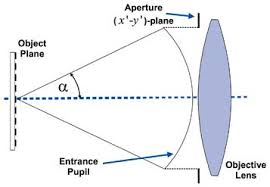 Aperture
(x'-y')-plane
Object
Plane
α
Entrance
Pupil
Objective
Lens